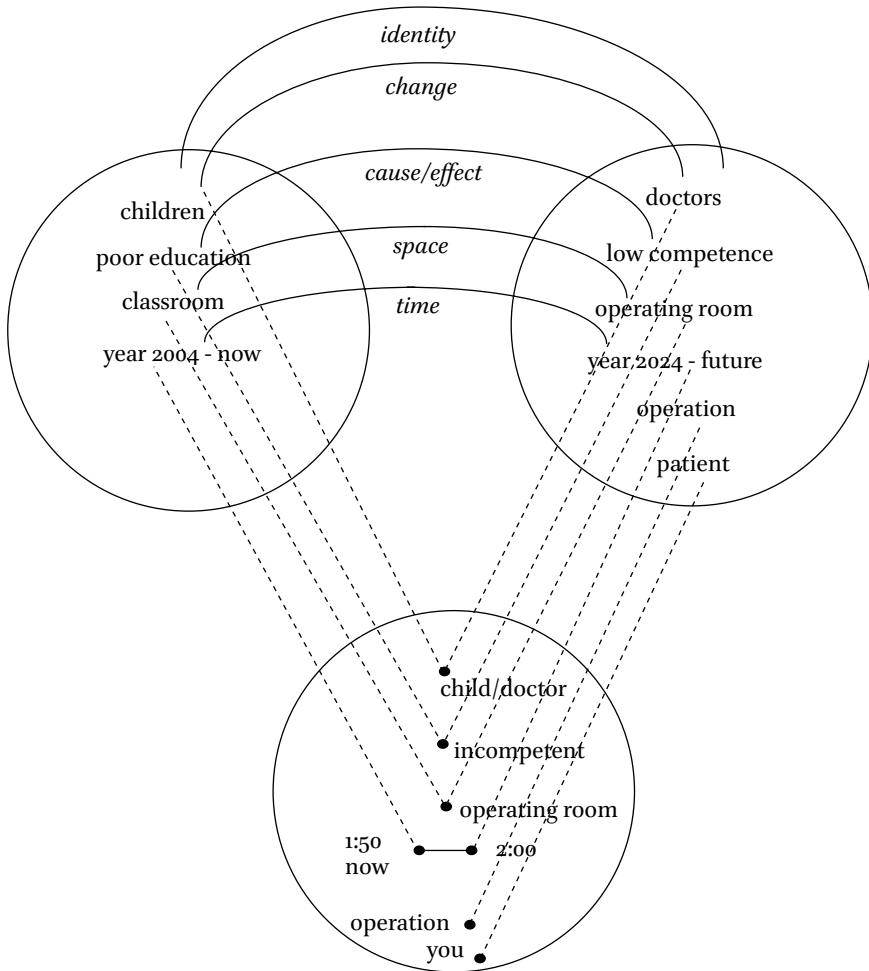 identity
change
cause/effect
space
time
children
poor education
classroom
year 2004 - now
doctors
low competence
operating room
year 2024 - future
operation
patient
child/doctor
incompetent
operating room
1:50
now
2:00
operation
you